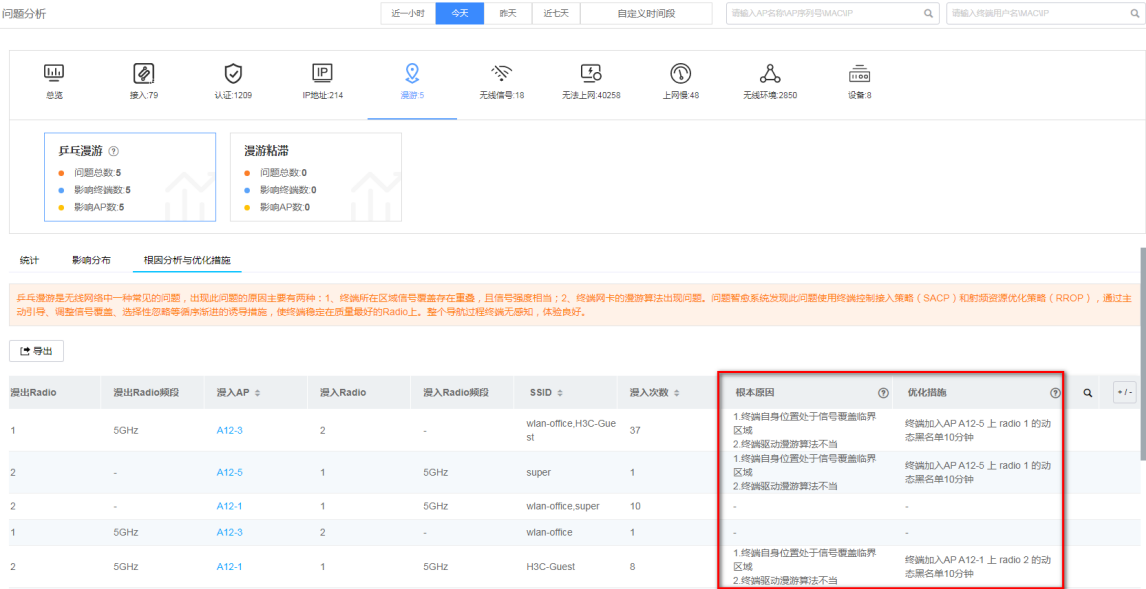 问题分析
近一小时 今天 昨天 近七天 自定义时间段 请输入AP名称\AP序列号\MAC\IP 请输入终端用户名\MAC\IP
总览 接入:79 认证:1209 IP地址:214 漫游:5 无线信号:18 无法上网:40258 上网慢:48 无线环境:2850 设备:8
乒乓漫游 漫游粘滞
问题总数:5 问题总数:0
影响终端数:5 影响终端数:0
影响AP数:5 影响AP数:0
统计 影响分布 根因分析与优化措施
乒乓漫游是无线网络中一种常见的问题，出现此问题的原因主要有两种：1、终端所在区域信号覆盖存在重叠，且信号强度相当；2、终端网卡的漫游算法出现问题。问题智愈系统发现此问题使用终端控制接入策略（SACP）和射频资源优化策略（RROP），通过主
动引导、调整信号覆盖、选择性忽略等循序渐进的诱导措施，使终端稳定在质量最好的Radio上。整个导航过程终端无感知，体验良好。
导出
漫出Radio 漫出Radio频段 漫入AP 漫入Radio 漫入Radio频段 SSID 漫入次数 根本原因 优化措施 +/-
1 5GHz A12-3 2 - wlan-office,H3C-Gue
st 37 1.终端自身位置处于信号覆盖临界
区域
2.终端驱动漫游算法不当 终端加入AP A12-5 上 radio 1 的动
态黑名单10分钟
2 - A12-5 1 5GHz super 1 1.终端自身位置处于信号覆盖临界
区域
2.终端驱动漫游算法不当 终端加入AP A12-5 上 radio 1 的动
态黑名单10分钟
2 - A12-1 1 5GHz wlan-office,super 10 - -
1 5GHz A12-3 2 - wlan-office 1 - -
2 5GHz A12-1 1 5GHz H3C-Guest 8 1.终端自身位置处于信号覆盖临界
区域
2.终端驱动漫游算法不当 终端加入AP A12-1 上 radio 2 的动
态黑名单10分钟